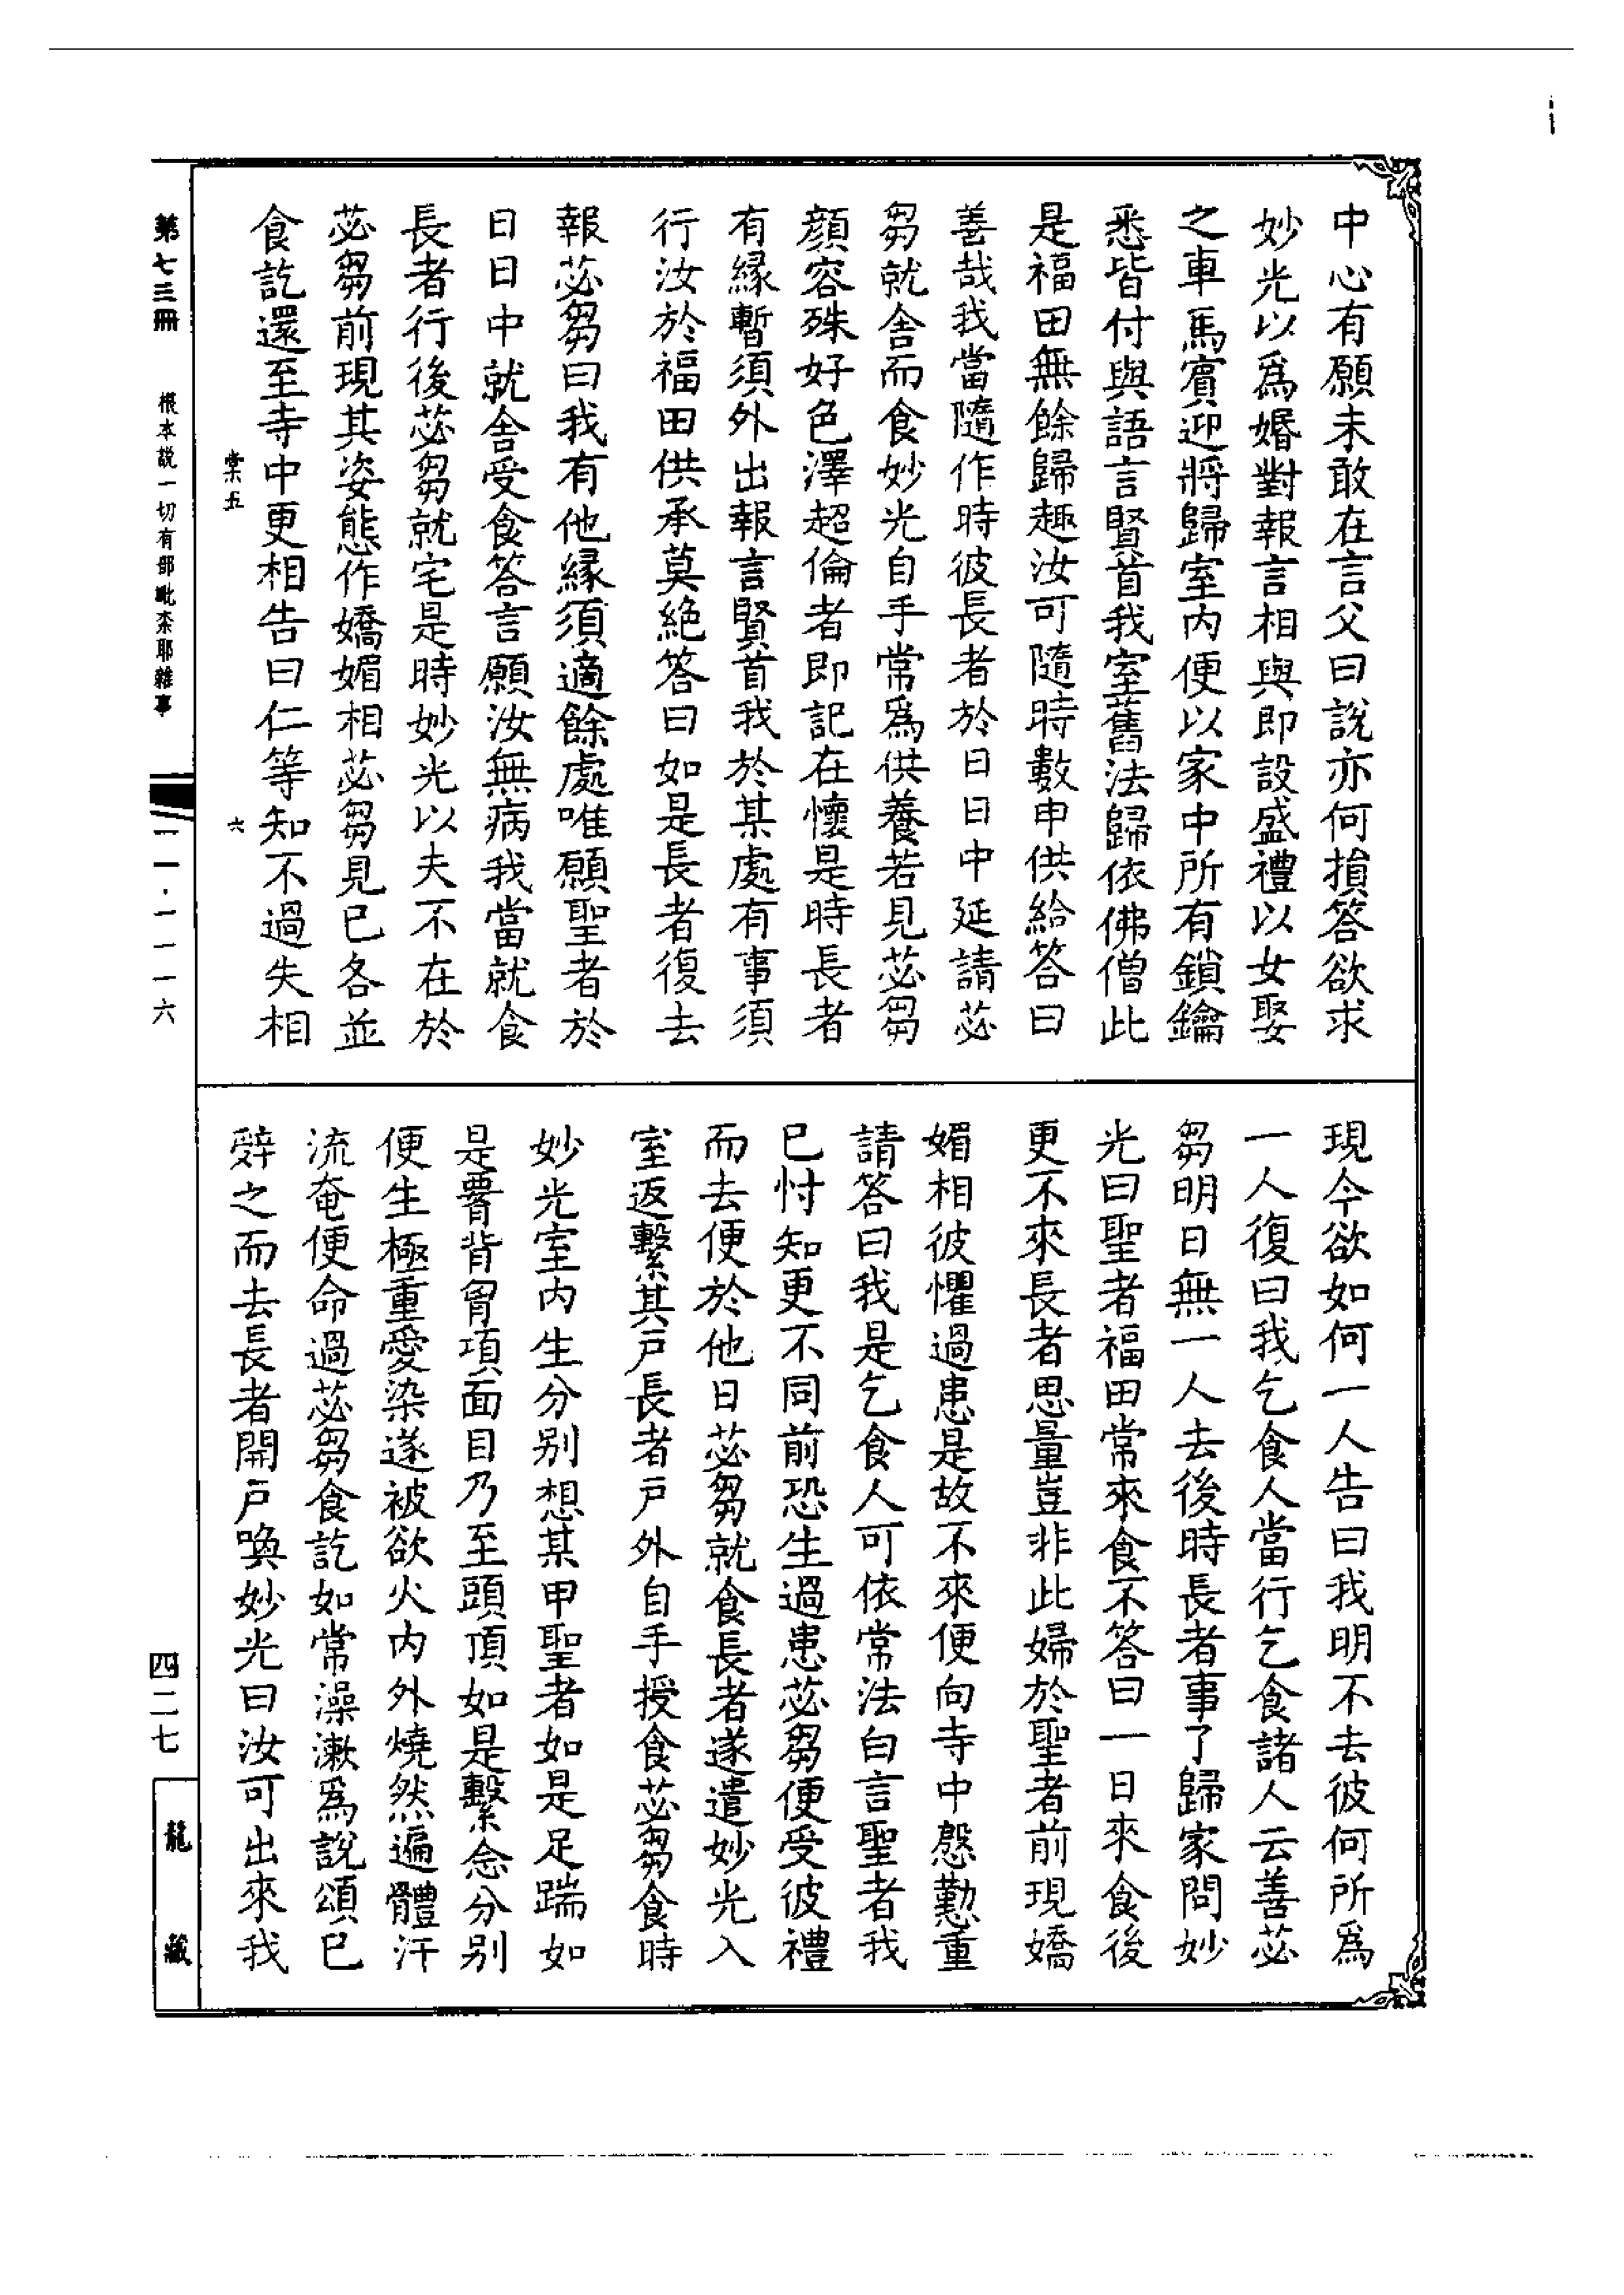 中心有願未敢在言父曰說亦何損答欲求
妙光以爲婚對報言相與即設盛禮以女娶
之車馬賓迎將歸室內便以家中所有鎖鑰
悉皆付與語言賢首我室舊法歸依佛僧此
是福田無餘歸趣汝可隨時數申供給答曰
善哉我當隨作時彼長者於日日中延請苾
芻就舍而食妙光自手常爲供養若見苾芻
顏容殊好色澤超倫者即記在懷是時長者
有緣暫須外出報言賢首我於某處有事須
行汝於福田供承莫絶答曰如是長者復去
報苾芻曰我有他緣須適餘處唯願聖者於
日日中就舍受食答言願汝無病我當就食
長者行後苾芻就宅是時妙光以夫不在於
苾芻前現其姿態作嬌媚相苾芻見已各並
食訖還至寺中更相告曰仁等知不過失相
現今欲如何一人告曰我明不去彼何所爲
一人復曰我乞食人當行乞食諸人云善苾
芻明日無一人去後時長者事了歸家問妙
光曰聖者福田常來食不答曰一日來食後
更不來長者思量豈非此婦於聖者前現嬌
媚相彼懼過患是故不來便向寺中慇懃重
請答曰我是乞食人可依常法白言聖者我
已忖知更不同前恐生過患苾芻便受彼禮
而去便於他日苾芻就食長者遂遣妙光入
室返繫其戶長者戶外自手授食苾芻食時
妙光室內生分別想某甲聖者如是足踹如
是䏶背胷項面目乃至頭頂如是繫念分別
便生極重愛染遂被欲火內外燒然遍體汗
流奄便命過苾芻食訖如常澡漱爲說頌已
辤之而去長者開戶喚妙光曰汝可出來我
棠五
六
第七三冊
根本說一切有部毗柰耶雜事
一一·一一一六
四二七
龍藏